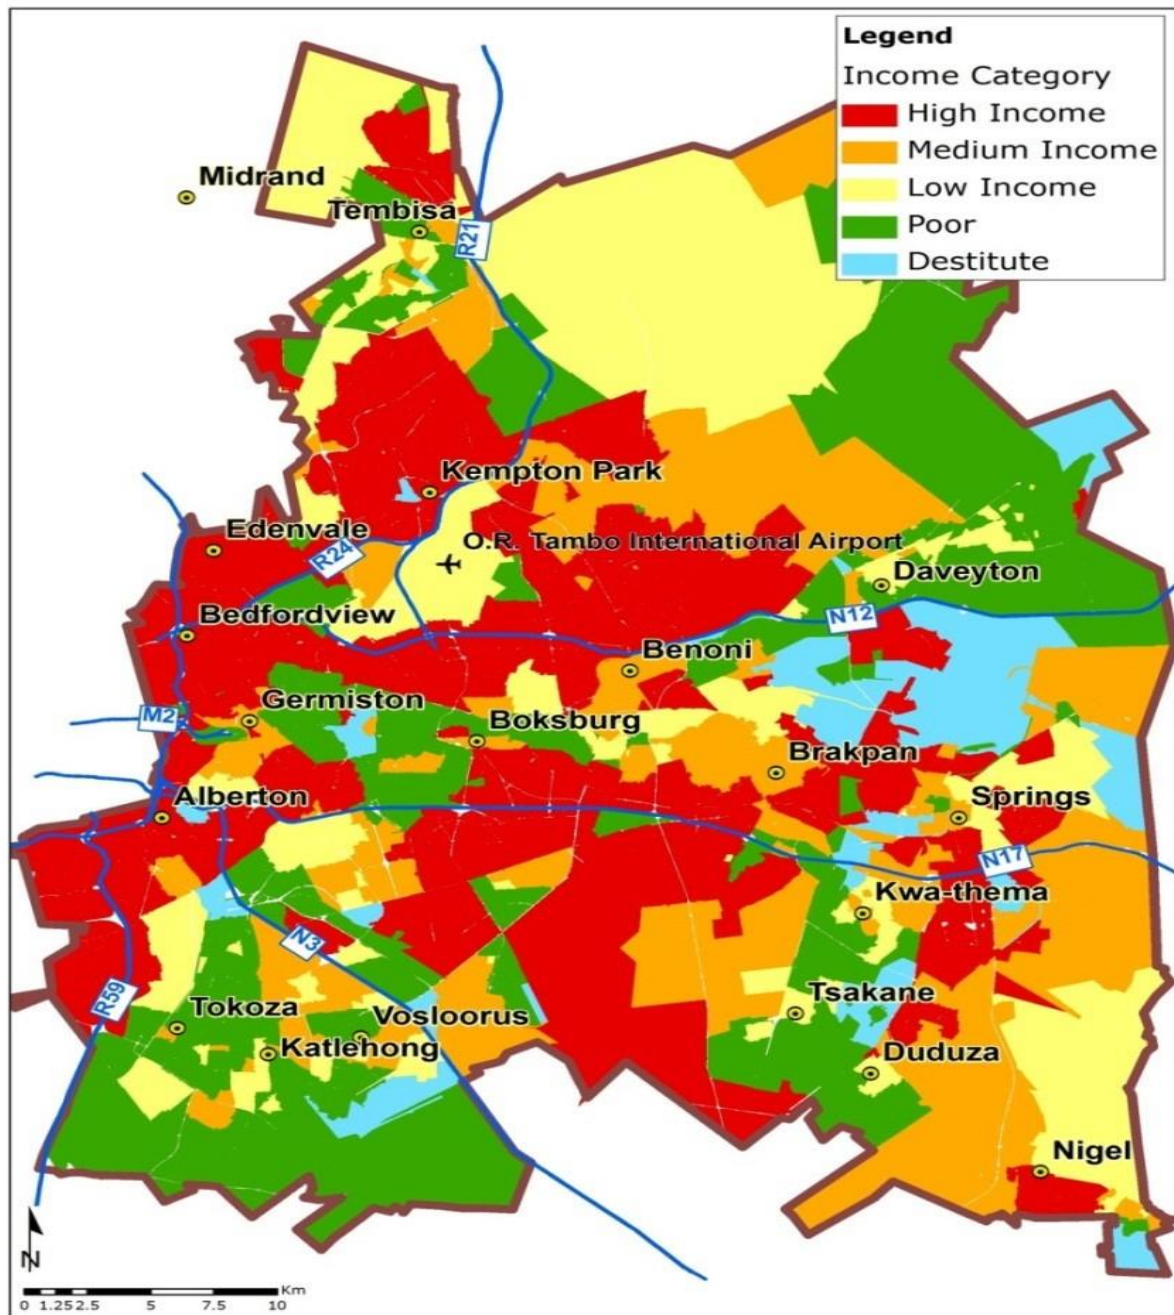 Legend
Income Category
High Income
Medium Income
Low Income
Poor
Destitute
Midrand
Tembisa
R21
Kempton Park
Edenvale
O.R. Tambo International Airport
R24
Daveyton
Bedfordview
N12
Benoni
Germiston
M2
Boksburg
Brakpan
Alberton
Springs
N17
Kwa-thema
N3
R59
Tsakane
Tokoza
Vosloorus
Katlehong
Duduza
Nigel
N
Km
0 1.25 2.5 5 7.5 10